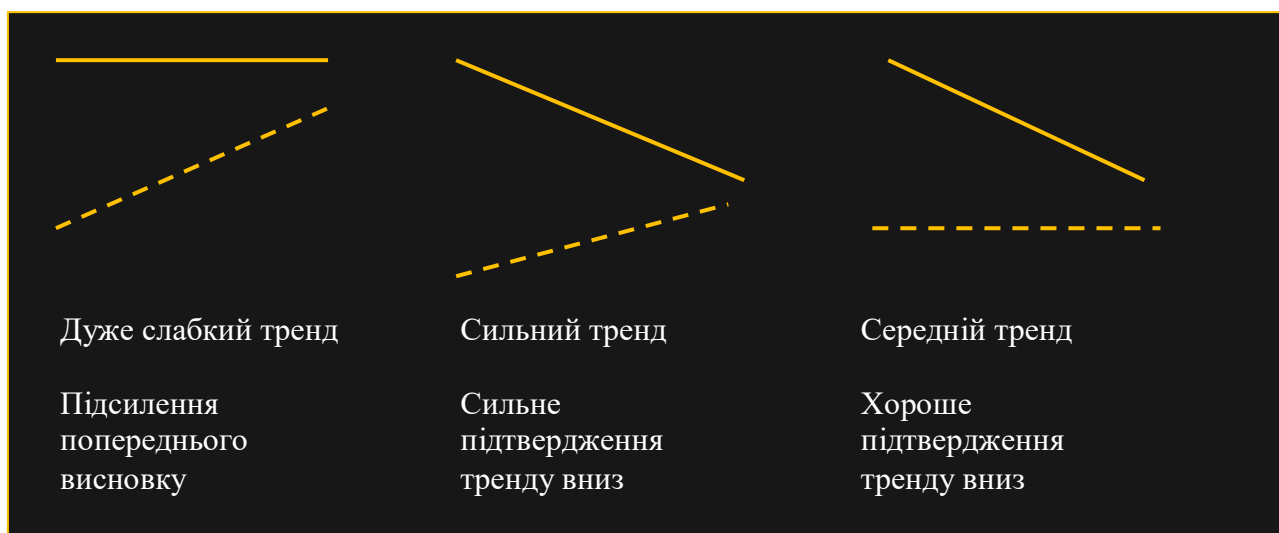 Дуже слабкий тренд
Підсилення
попереднього
висновку
Сильний тренд
Сильне
підтвердження
тренду вниз
Середній тренд
Хороше
підтвердження
тренду вниз